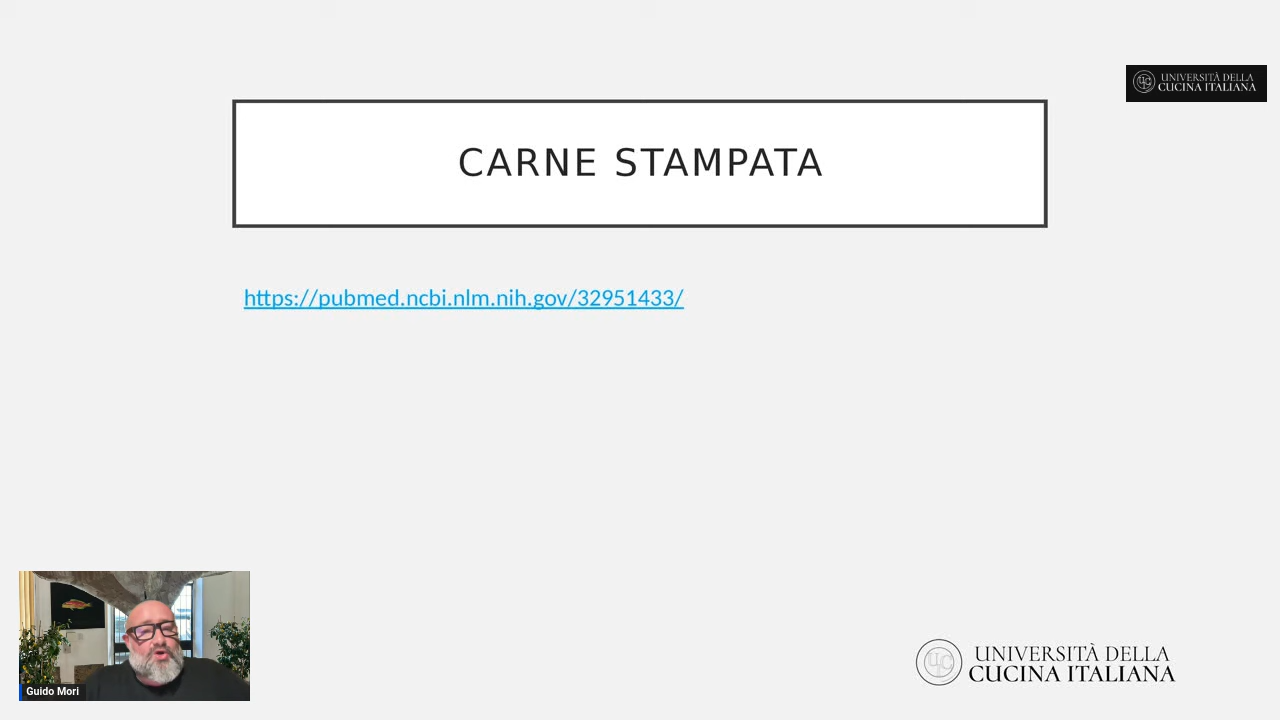 UNIVERSITÀ DELLA
CUCINA ITALIANA
CARNE STAMPATA
https://pubmed.ncbi.nlm.nih.gov/32951433/
Guido Mori
UNIVERSITÀ DELLA
CUCINA ITALIANA